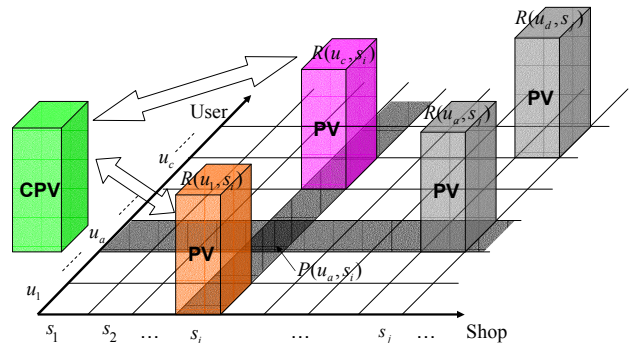 R(u_d, s_j)
R(u_c, s_i)
PV
User
R(u_a, s_j)
PV
u_c
R(u_1, s_i)
PV
CPV
PV
u_a
PV
P(u_a, s_i)
u_1
s_1 s_2 … s_i … s_j … Shop